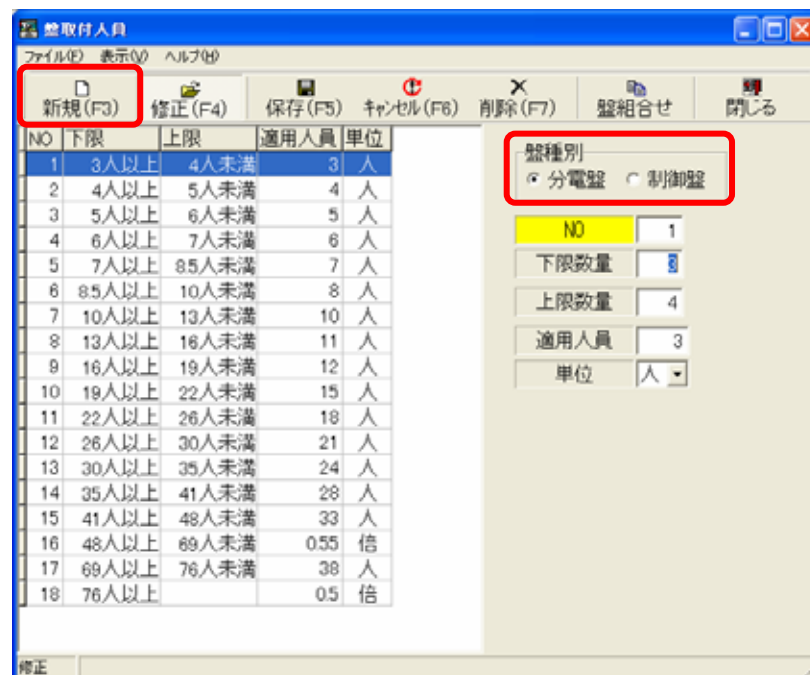 盤取付人員
ファイル(F) 表示(V) ヘルプ(H)
新規(F3) 修正(F4) 保存(F5) キャンセル(F6) 削除(F7) 盤組合せ 閉じる
NO 下限 上限 適用人員 単位
1 3人以上 4人未満 3 人
2 4人以上 5人未満 4 人
3 5人以上 6人未満 5 人
4 6人以上 7人未満 6 人
5 7人以上 8.5人未満 7 人
6 8.5人以上 10人未満 8 人
7 10人以上 13人未満 10 人
8 13人以上 16人未満 11 人
9 16人以上 19人未満 12 人
10 19人以上 22人未満 15 人
11 22人以上 26人未満 18 人
12 26人以上 30人未満 21 人
13 30人以上 35人未満 24 人
14 35人以上 41人未満 28 人
15 41人以上 48人未満 33 人
16 48人以上 69人未満 0.55 倍
17 69人以上 76人未満 38 人
18 76人以上 0.5 倍
盤種別
分電盤 制御盤
NO 1
下限数量 3
上限数量 4
適用人員 3
単位 人
修正